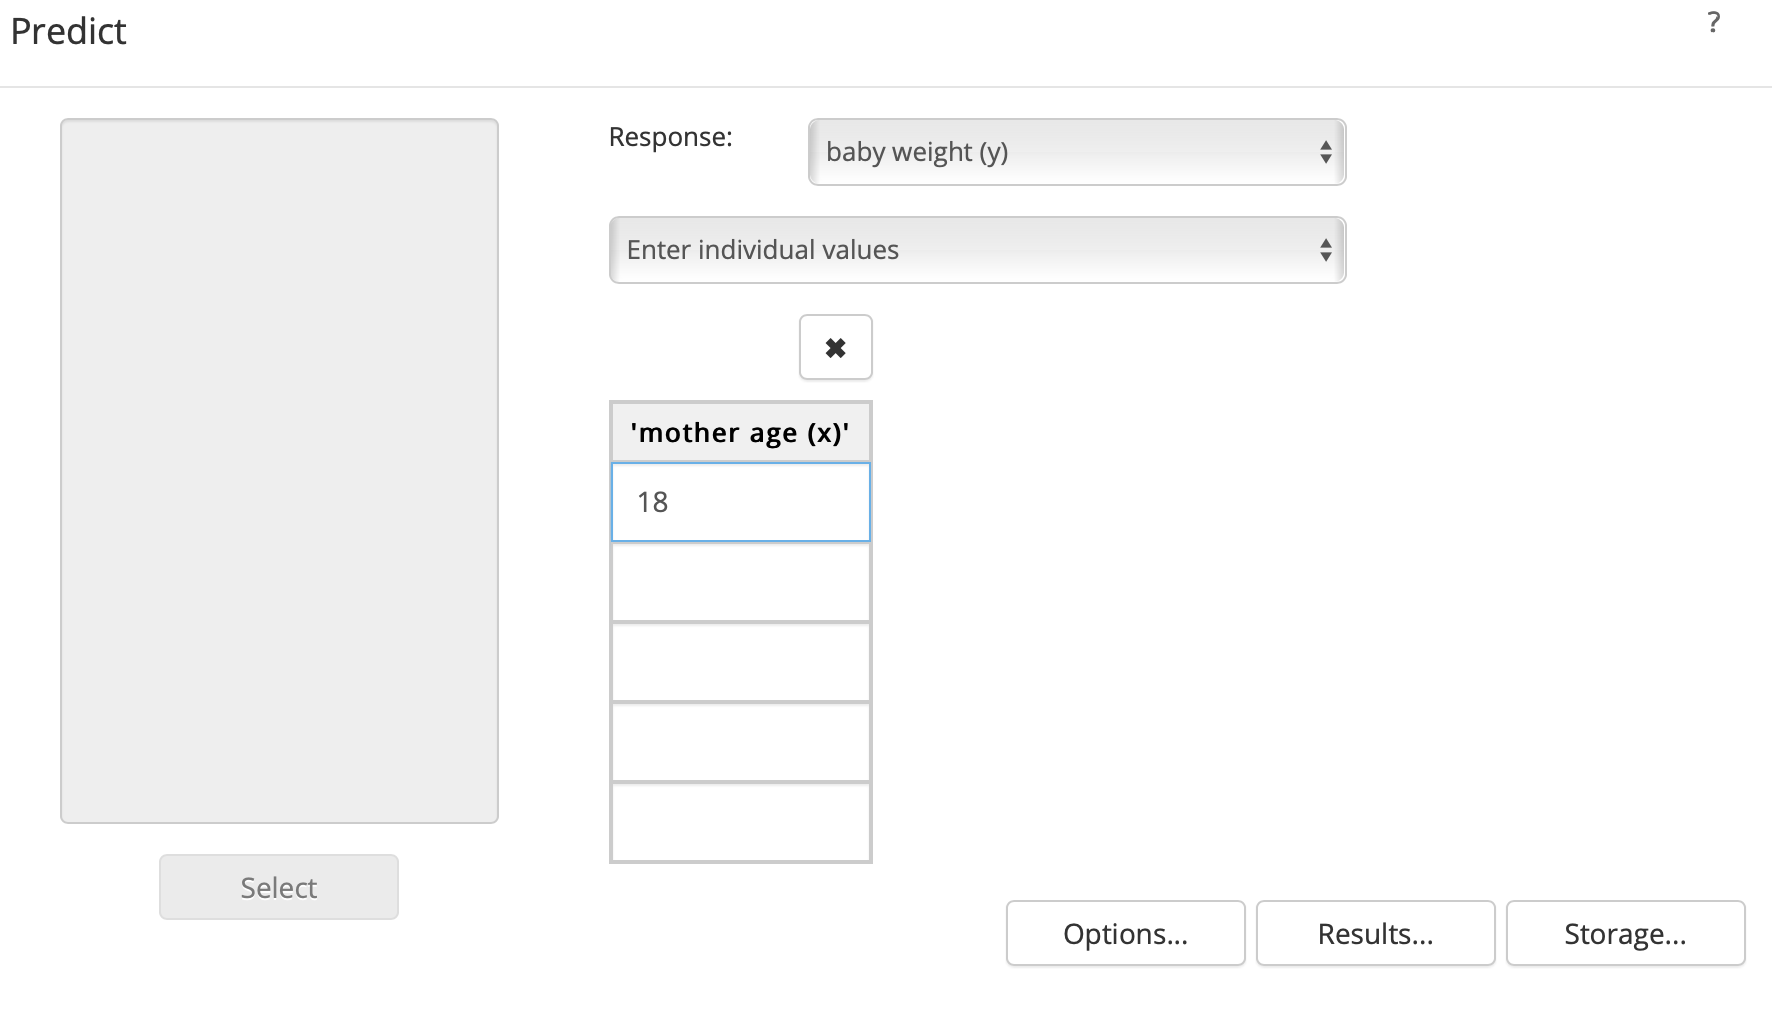 Predict
?
Response:
baby weight (y)
Enter individual values
✖
'mother age (x)'
18
Select
Options...
Results...
Storage...